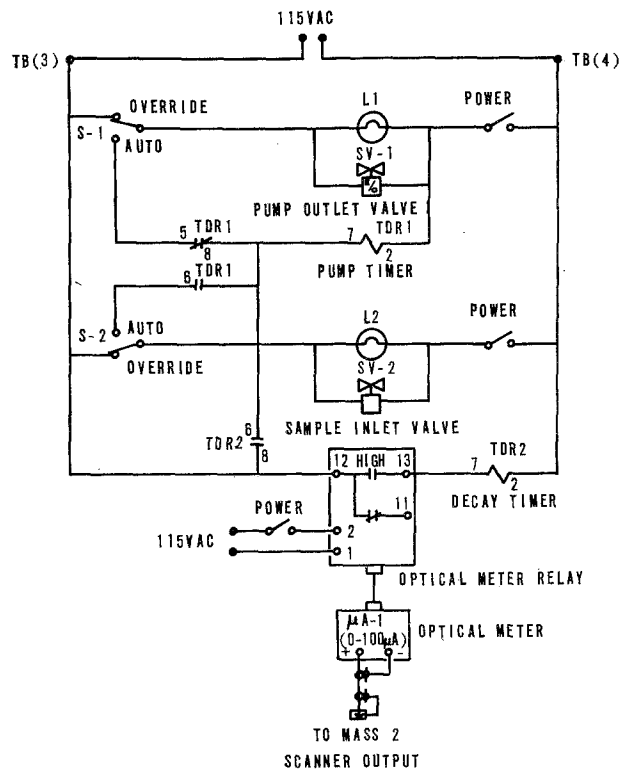 115VAC
TB(3)
TB(4)
OVERRIDE
L1
POWER
S-1
AUTO
SV-1
PUMP OUTLET VALVE
5 TDR1
8
7 TDR1
2
TDR1
6
PUMP TIMER
S-2
AUTO
L2
POWER
OVERRIDE
SV-2
SAMPLE INLET VALVE
6
TDR2
8
12 HIGH 13
TDR2
7
2
11
DECAY TIMER
POWER
2
115VAC
1
OPTICAL METER RELAY
μA-1
(0-100μA)
OPTICAL METER
+ -
TO MASS 2
SCANNER OUTPUT